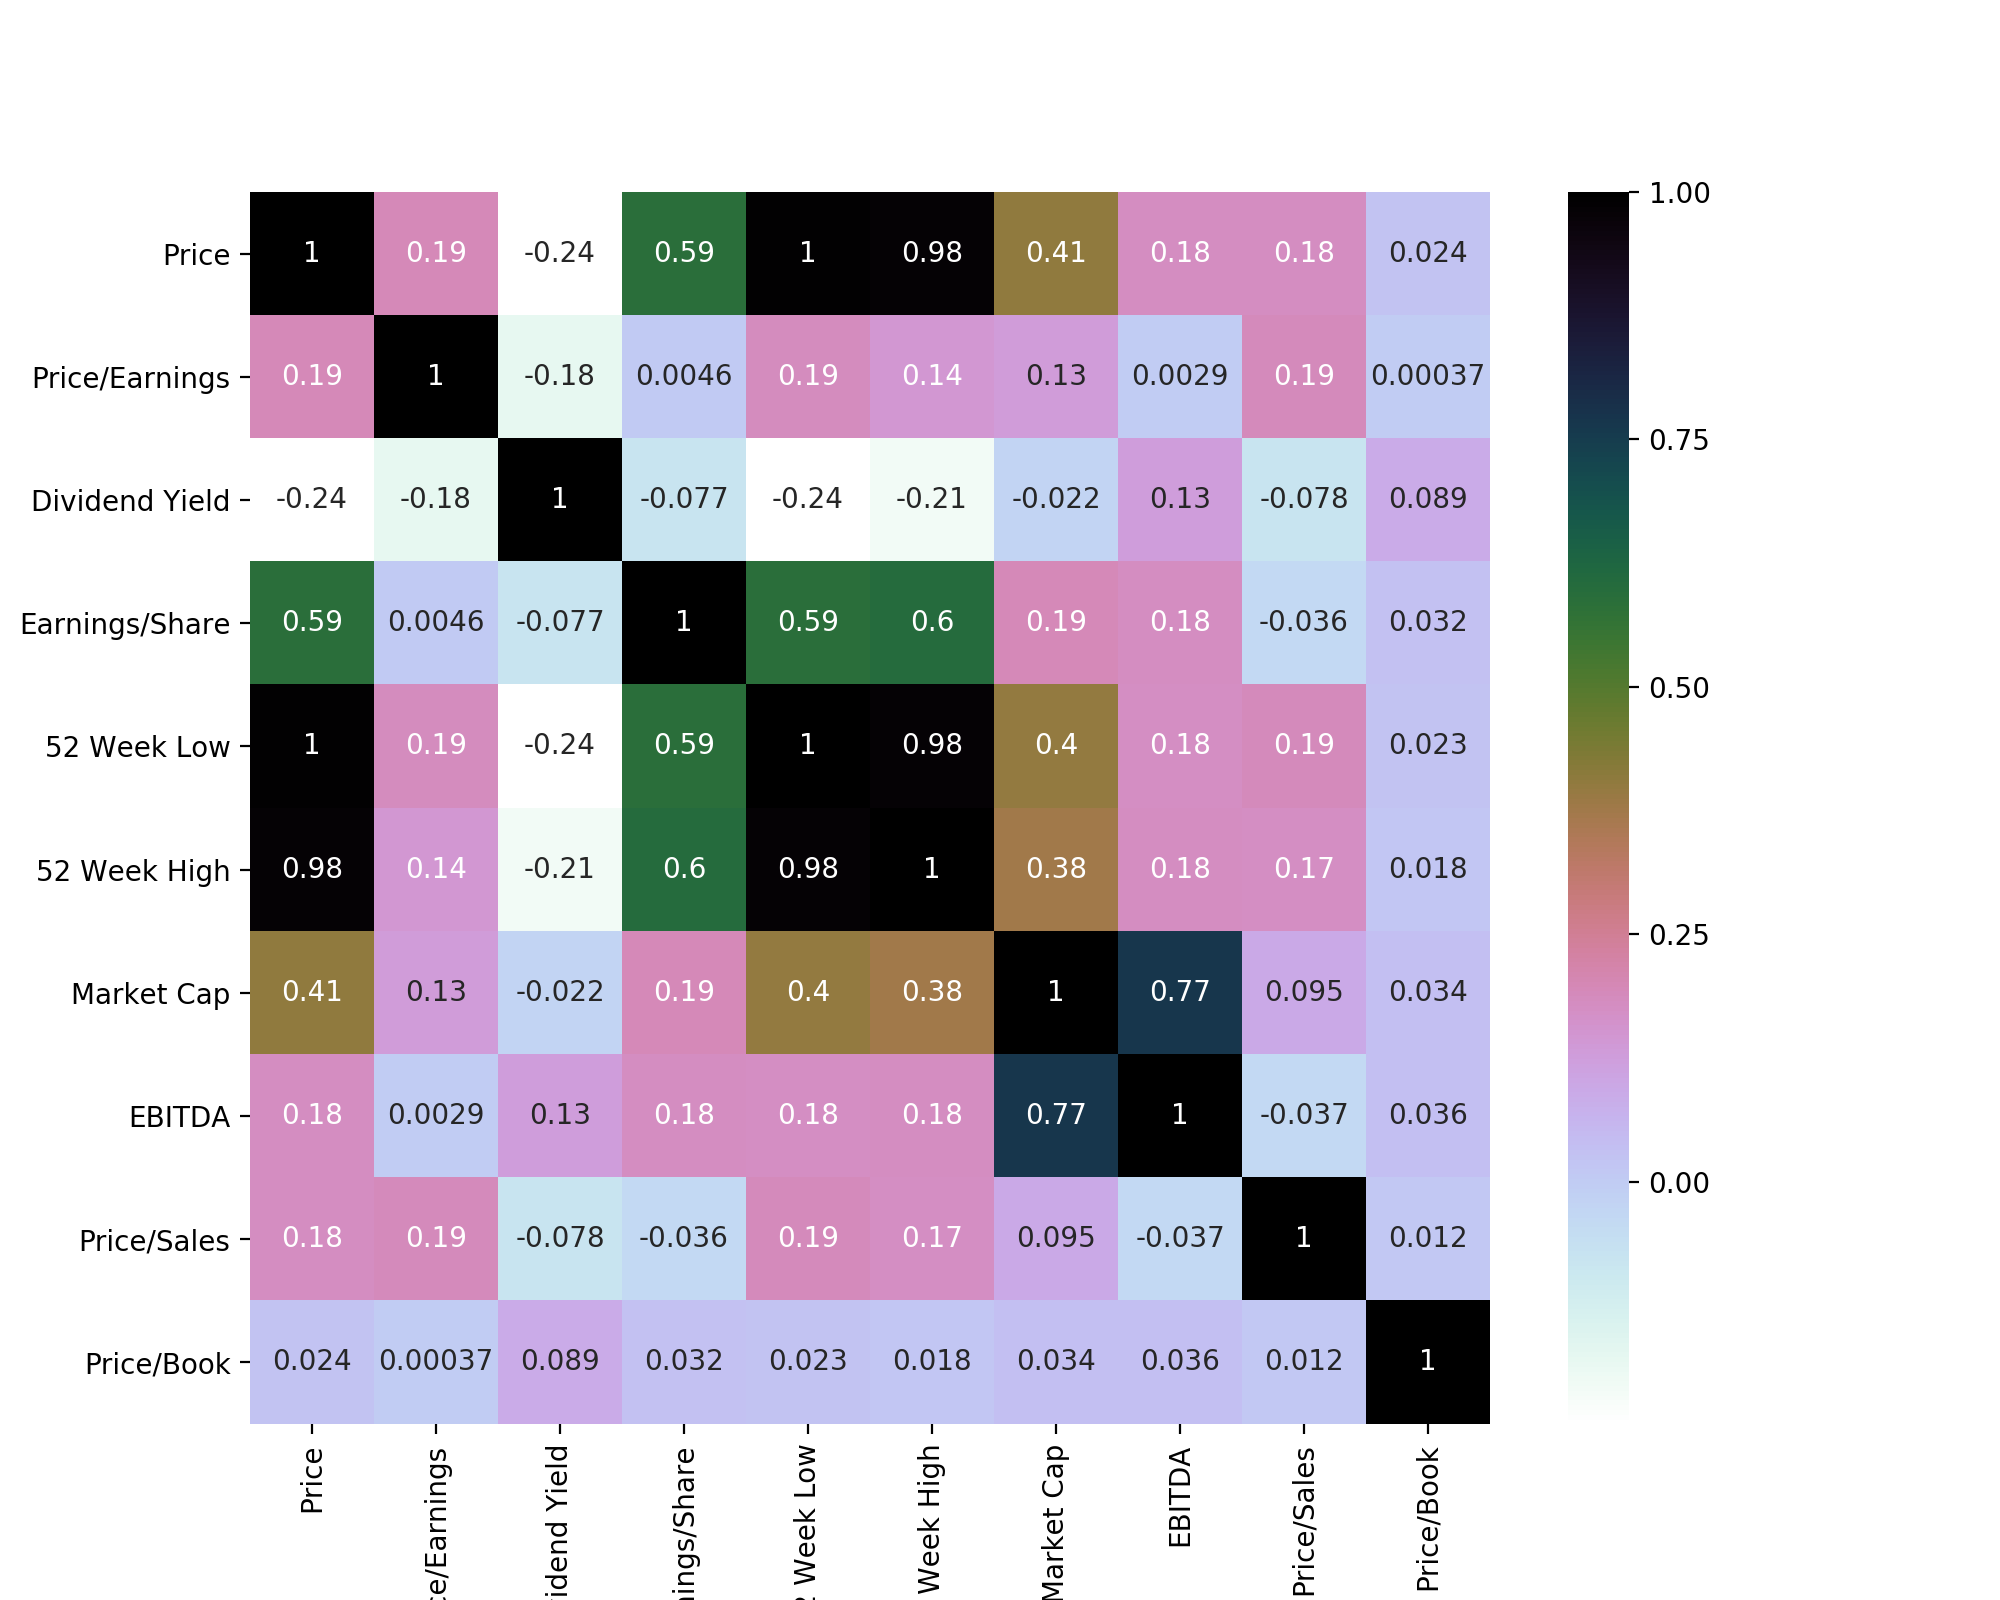 Price 1 0.19 -0.24 0.59 1 0.98 0.41 0.18 0.18 0.024
Price/Earnings 0.19 1 -0.18 0.0046 0.19 0.14 0.13 0.0029 0.19 0.00037
Dividend Yield -0.24 -0.18 1 -0.077 -0.24 -0.21 -0.022 0.13 -0.078 0.089
Earnings/Share 0.59 0.0046 -0.077 1 0.59 0.6 0.19 0.18 -0.036 0.032
52 Week Low 1 0.19 -0.24 0.59 1 0.98 0.4 0.18 0.19 0.023
52 Week High 0.98 0.14 -0.21 0.6 0.98 1 0.38 0.18 0.17 0.018
Market Cap 0.41 0.13 -0.022 0.19 0.4 0.38 1 0.77 0.095 0.034
EBITDA 0.18 0.0029 0.13 0.18 0.18 0.18 0.77 1 -0.037 0.036
Price/Sales 0.18 0.19 -0.078 -0.036 0.19 0.17 0.095 -0.037 1 0.012
Price/Book 0.024 0.00037 0.089 0.032 0.023 0.018 0.034 0.036 0.012 1
Price
ce/Earnings
vidend Yield
nings/Share
2 Week Low
Week High
Market Cap
EBITDA
Price/Sales
Price/Book
1.00
0.75
0.50
0.25
0.00